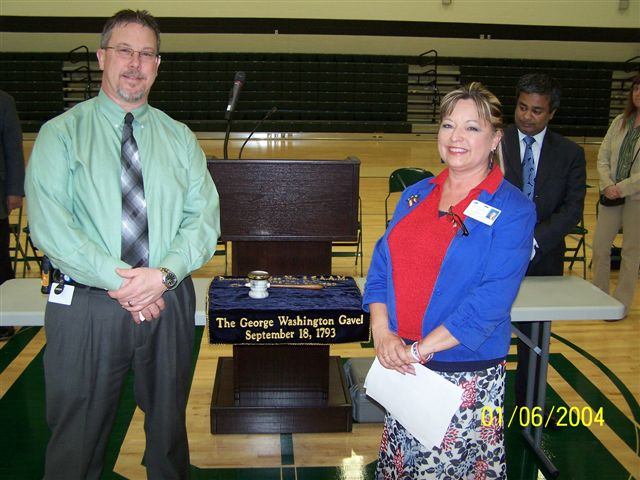 The George Washington Gavel
September 18, 1793
01/06/2004